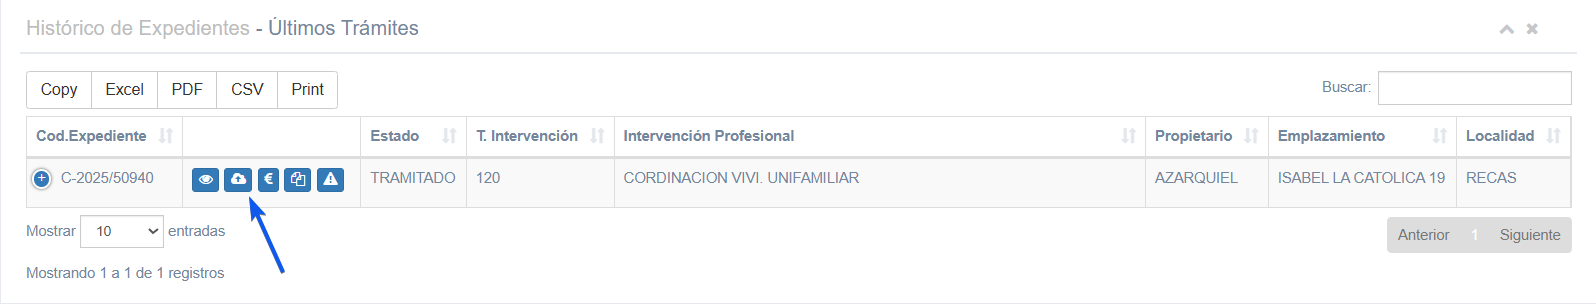 Histórico de Expedientes - Últimos Trámites
Copy Excel PDF CSV Print
Buscar:
Cod.Expediente Estado T. Intervención Intervención Profesional Propietario Emplazamiento Localidad
C-2025/50940 € TRAMITADO 120 CORDINACION VIVI. UNIFAMILIAR AZARQUIEL ISABEL LA CATOLICA 19 RECAS
Mostrar 10 entradas
Anterior 1 Siguiente
Mostrando 1 a 1 de 1 registros